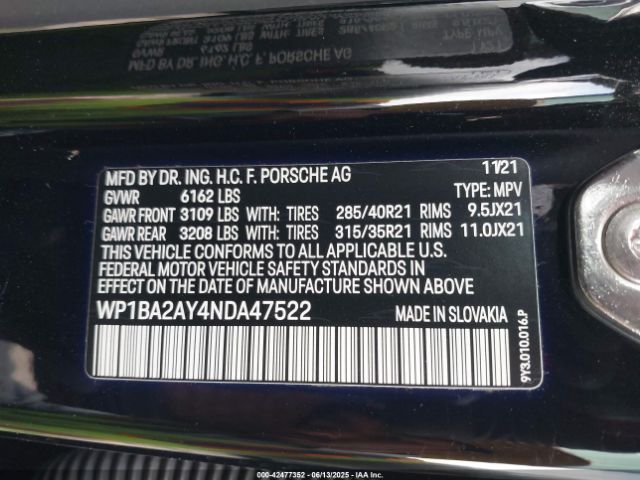 MFD BY DR. ING. H.C. F. PORSCHE AG 11/21
GVWR 6162 LBS TYPE: MPV
GAWR FRONT 3109 LBS WITH: TIRES 285/40R21 RIMS 9.5JX21
GAWR REAR 3208 LBS WITH: TIRES 315/35R21 RIMS 11.0JX21
THIS VEHICLE CONFORMS TO ALL APPLICABLE U.S.
FEDERAL MOTOR VEHICLE SAFETY STANDARDS IN
EFFECT ON THE DATE OF MANUFACTURE SHOWN ABOVE.
WP1BA2AY4NDA47522 MADE IN SLOVAKIA
9Y3.010.016.P
000-42477352 - 06/13/2025 - IAAI.COM